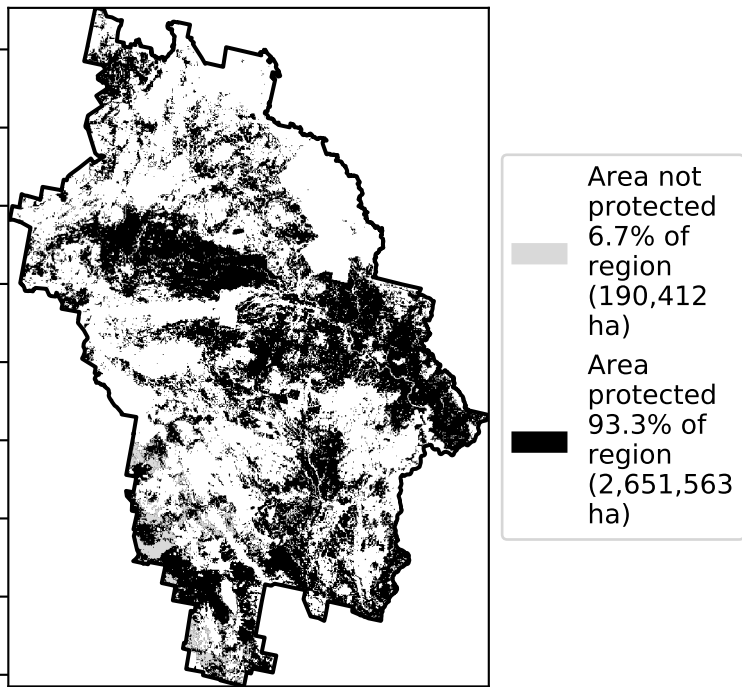 Area not
protected
6.7% of
region
(190,412
ha)
Area
protected
93.3% of
region
(2,651,563
ha)